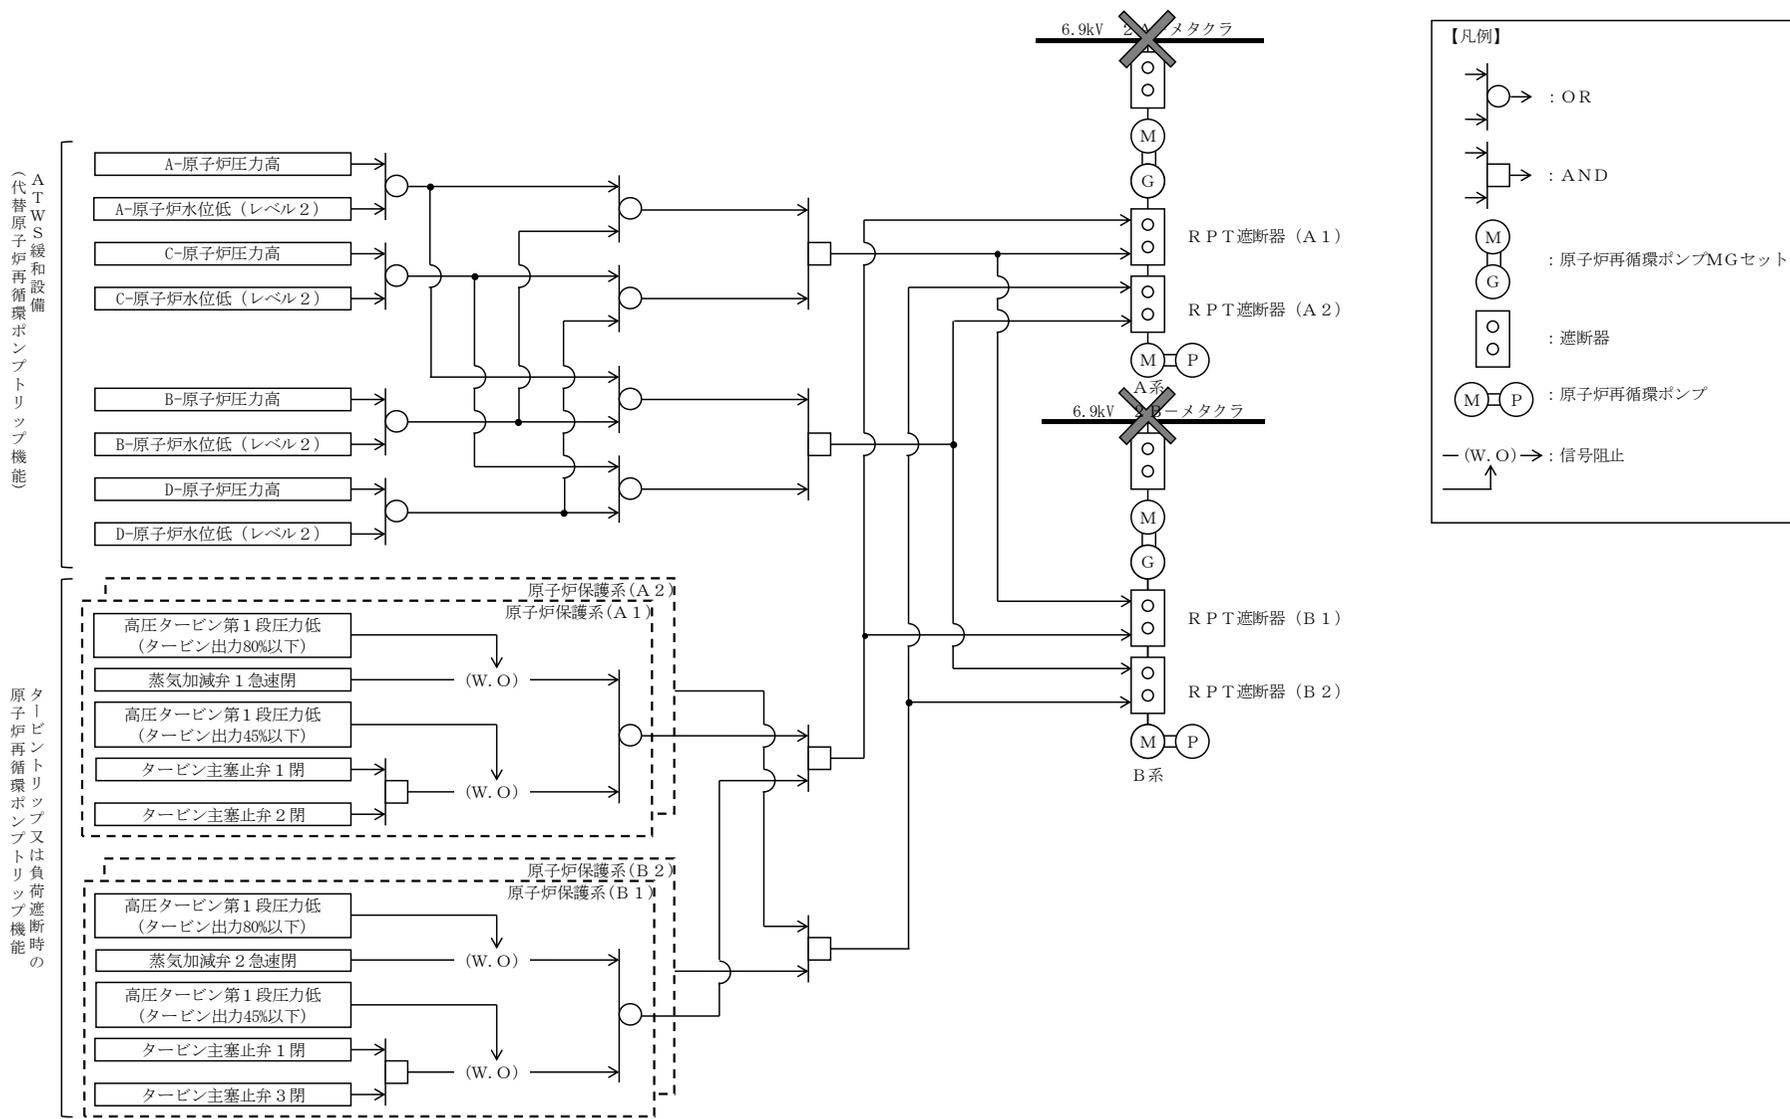 6.9kV 2A－メタクラ
M
G
RPT遮断器（A1）
RPT遮断器（A2）
M P
A系
6.9kV 2B－メタクラ
M
G
RPT遮断器（B1）
RPT遮断器（B2）
M P
B系
【凡例】
：OR
：AND
M
G
：原子炉再循環ポンプMGセット
：遮断器
M P ：原子炉再循環ポンプ
(W.O) ：信号阻止
ATWS緩和設備
（代替原子炉再循環ポンプトリップ機能）
A-原子炉圧力高
A-原子炉水位低（レベル2）
C-原子炉圧力高
C-原子炉水位低（レベル2）
B-原子炉圧力高
B-原子炉水位低（レベル2）
D-原子炉圧力高
D-原子炉水位低（レベル2）
タービントリップ又は負荷遮断時の
原子炉再循環ポンプトリップ機能
原子炉保護系(A2)
原子炉保護系(A1)
高圧タービン第1段圧力低
(タービン出力80%以下)
蒸気加減弁1急速閉
(W.O)
高圧タービン第1段圧力低
(タービン出力45%以下)
タービン主塞止弁1閉
(W.O)
タービン主塞止弁2閉
原子炉保護系(B2)
原子炉保護系(B1)
高圧タービン第1段圧力低
(タービン出力80%以下)
蒸気加減弁2急速閉
(W.O)
高圧タービン第1段圧力低
(タービン出力45%以下)
タービン主塞止弁1閉
(W.O)
タービン主塞止弁3閉